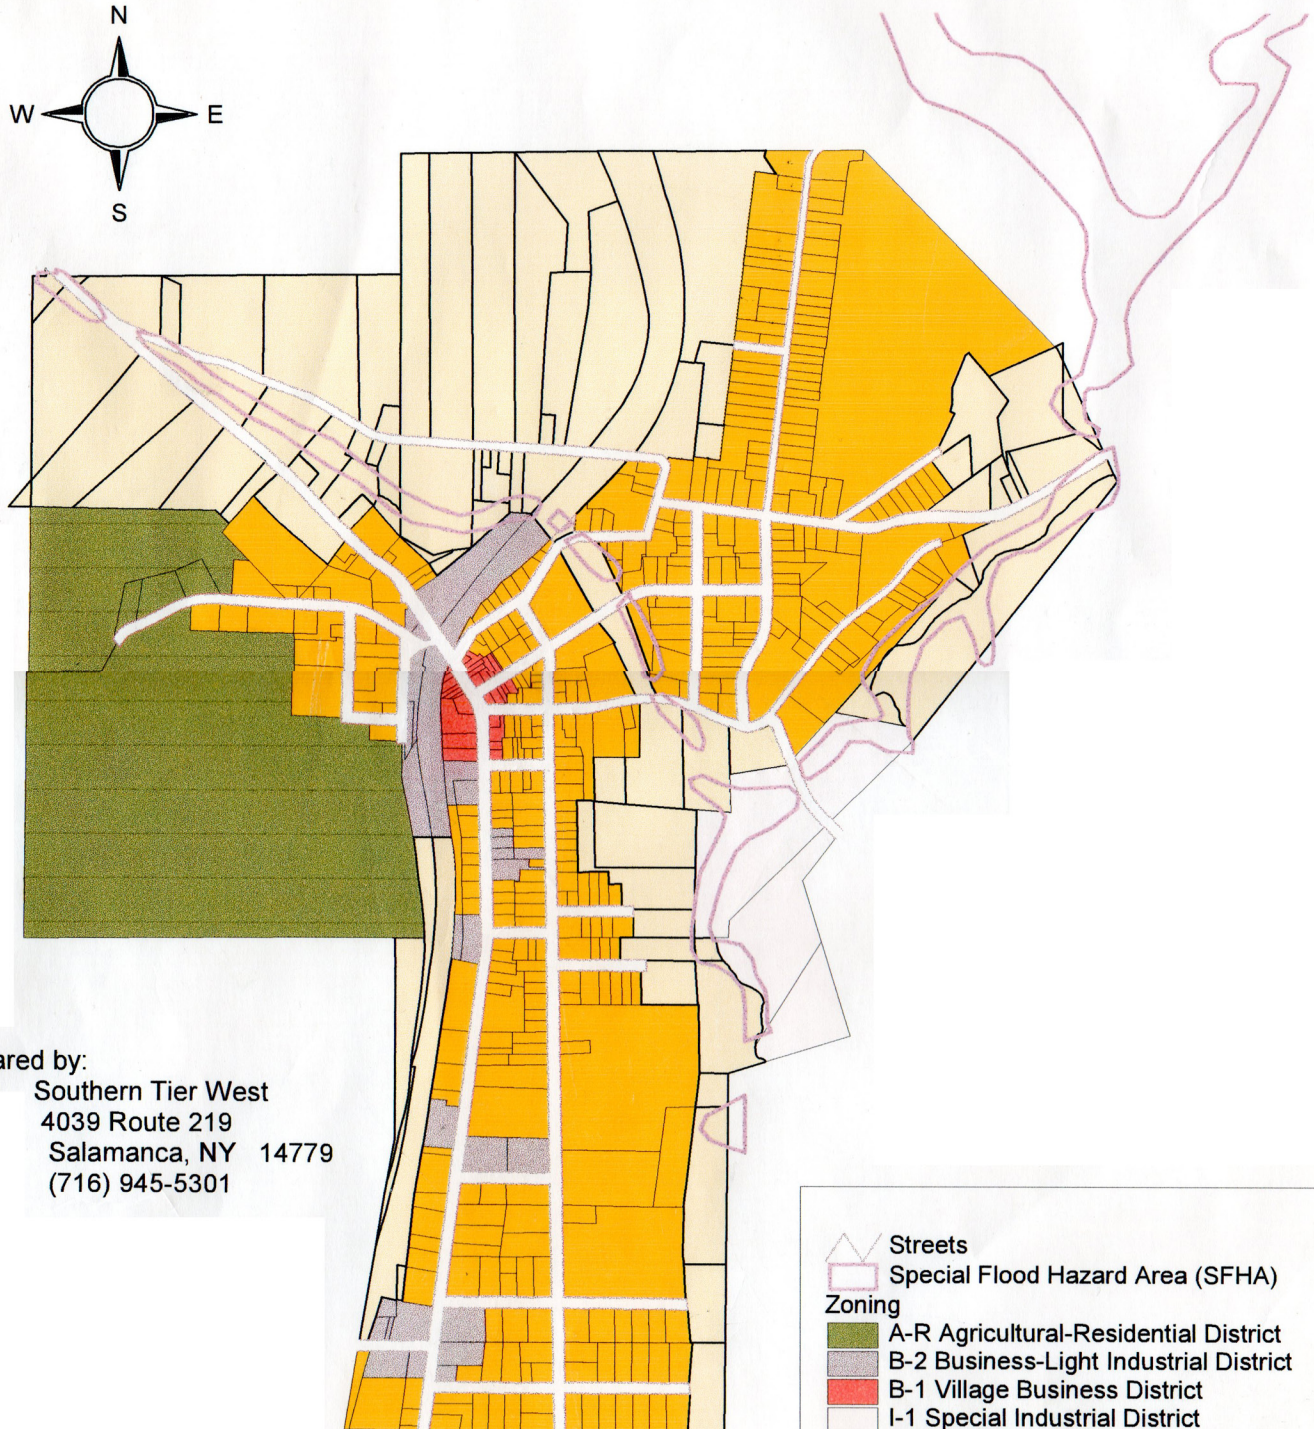 N
W E
S
ared by:
Southern Tier West
4039 Route 219
Salamanca, NY 14779
(716) 945-5301
Streets
Special Flood Hazard Area (SFHA)
Zoning
A-R Agricultural-Residential District
B-2 Business-Light Industrial District
B-1 Village Business District
I-1 Special Industrial District